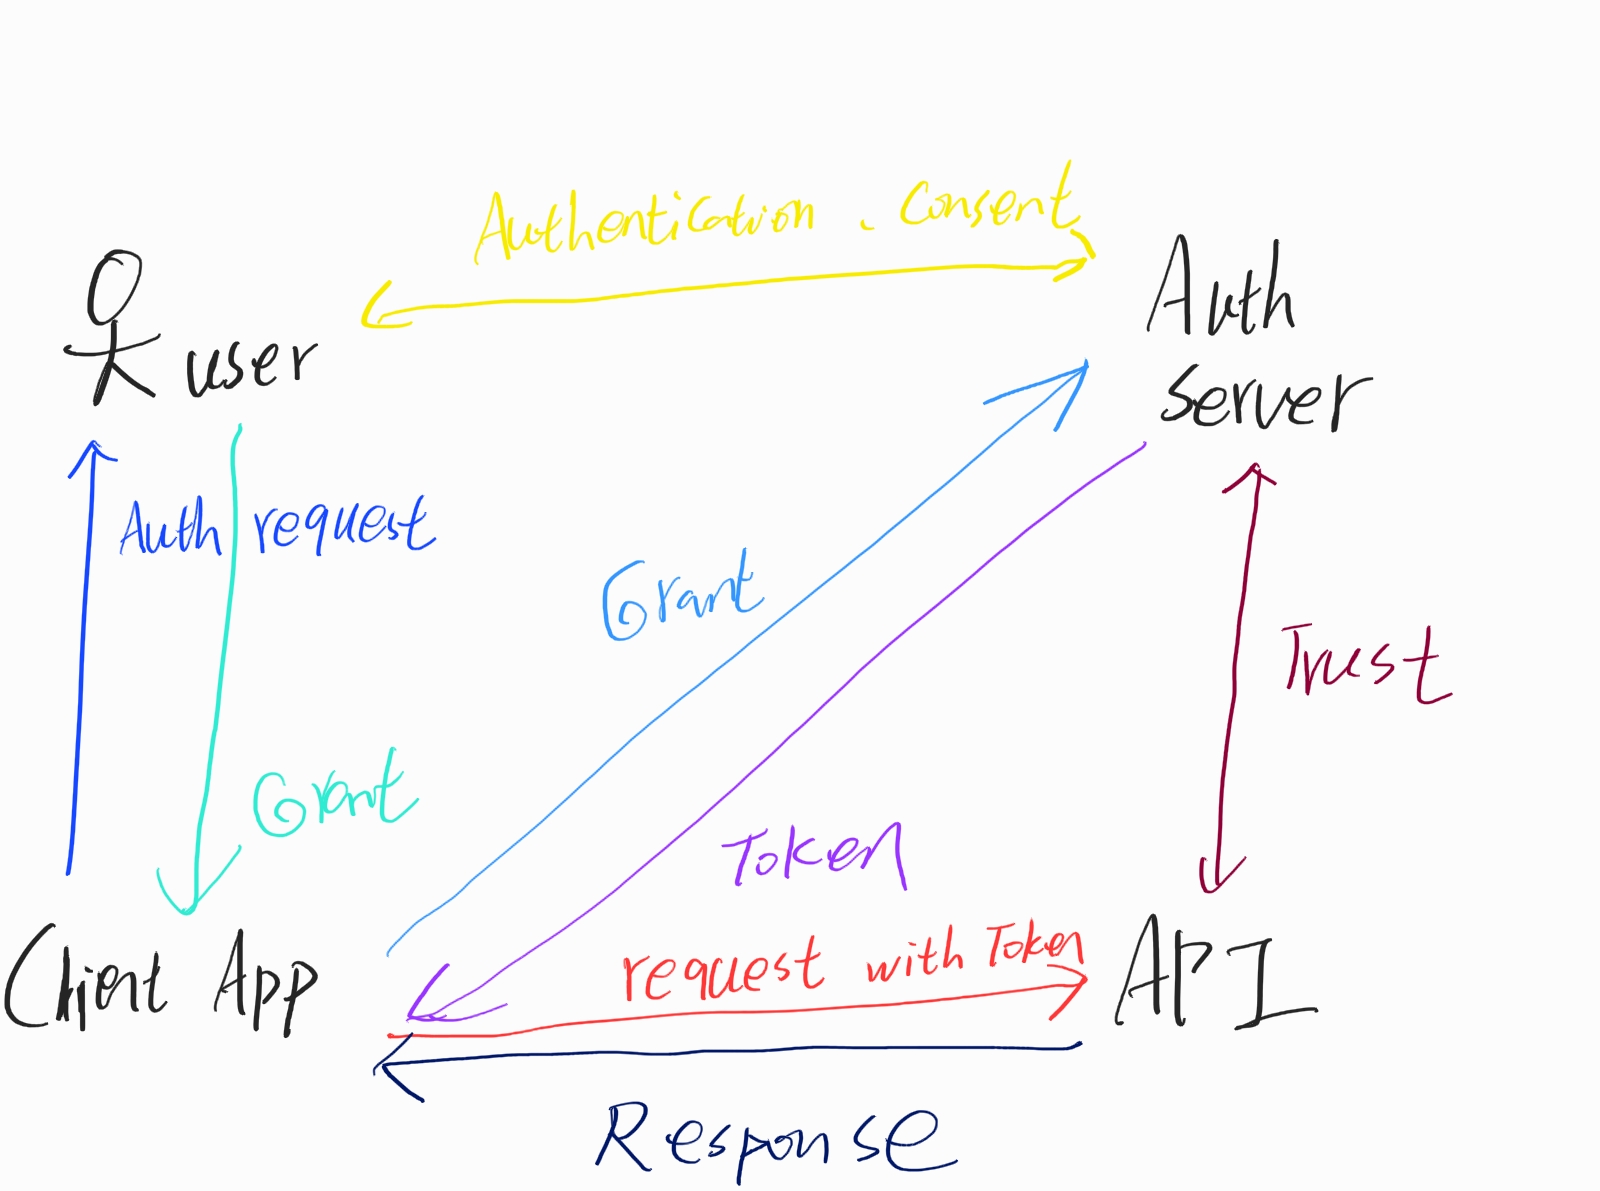 Authentication . Consent
user
Auth
Server
Auth request
Grant
Trust
Grant
Token
Client App
request with Token
API
Response